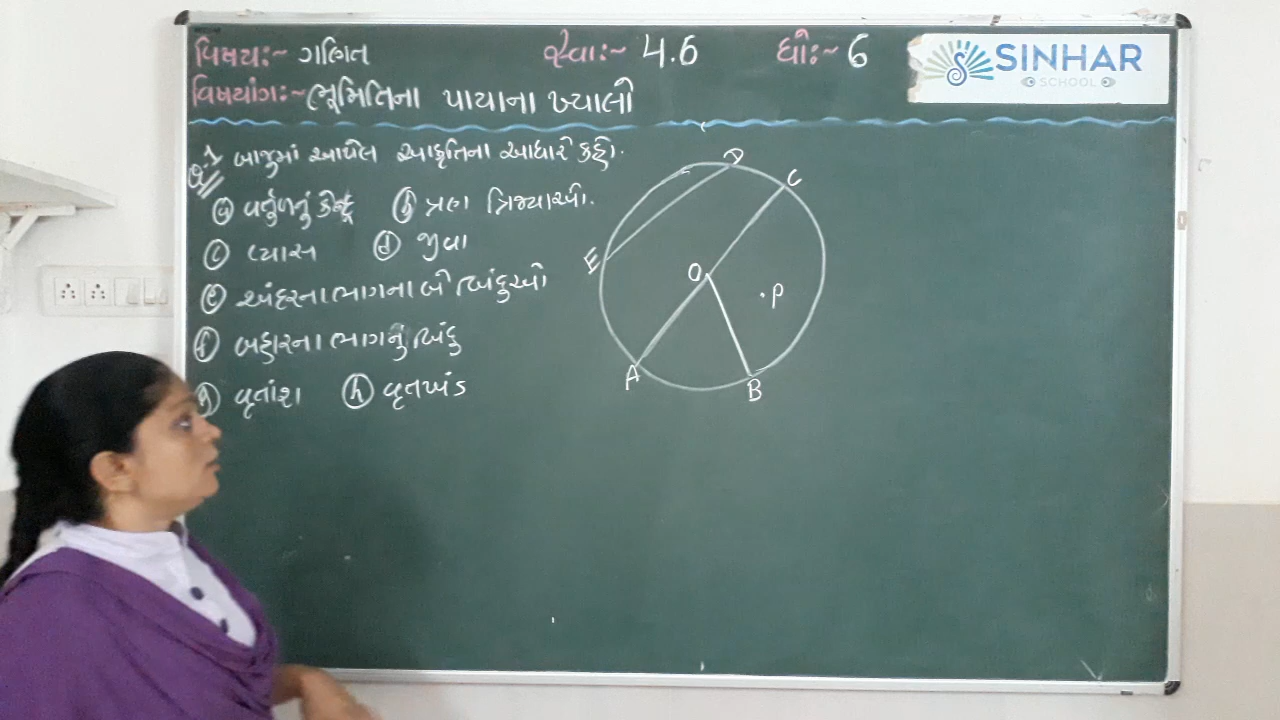 વિષય:~ ગણિત સ્વા:~ 4.6 ધો:~ 6
SINHAR
SCHOOL
વિષયાંગ:~ ભૂમિતિના પાયાના ખ્યાલો
Q.1 બાજુમાં આપેલ આકૃતિના આધારે કહો.
ⓐ વર્તુળનું કેન્દ્ર ⓑ ત્રણ ત્રિજ્યાઓ.
ⓒ વ્યાસ ⓓ જીવા
ⓔ અંદરના ભાગના બે બિંદુઓ
ⓕ બહારના ભાગનું બિંદુ
ⓖ વૃતાંશ ⓗ વૃતખંડ
D
C
E
O
P
A
B